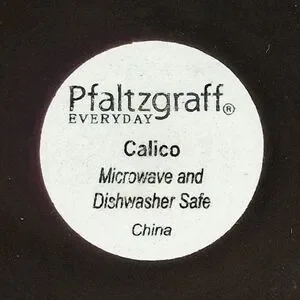 Pfaltzgraff®
EVERYDAY
Calico
Microwave and
Dishwasher Safe
China